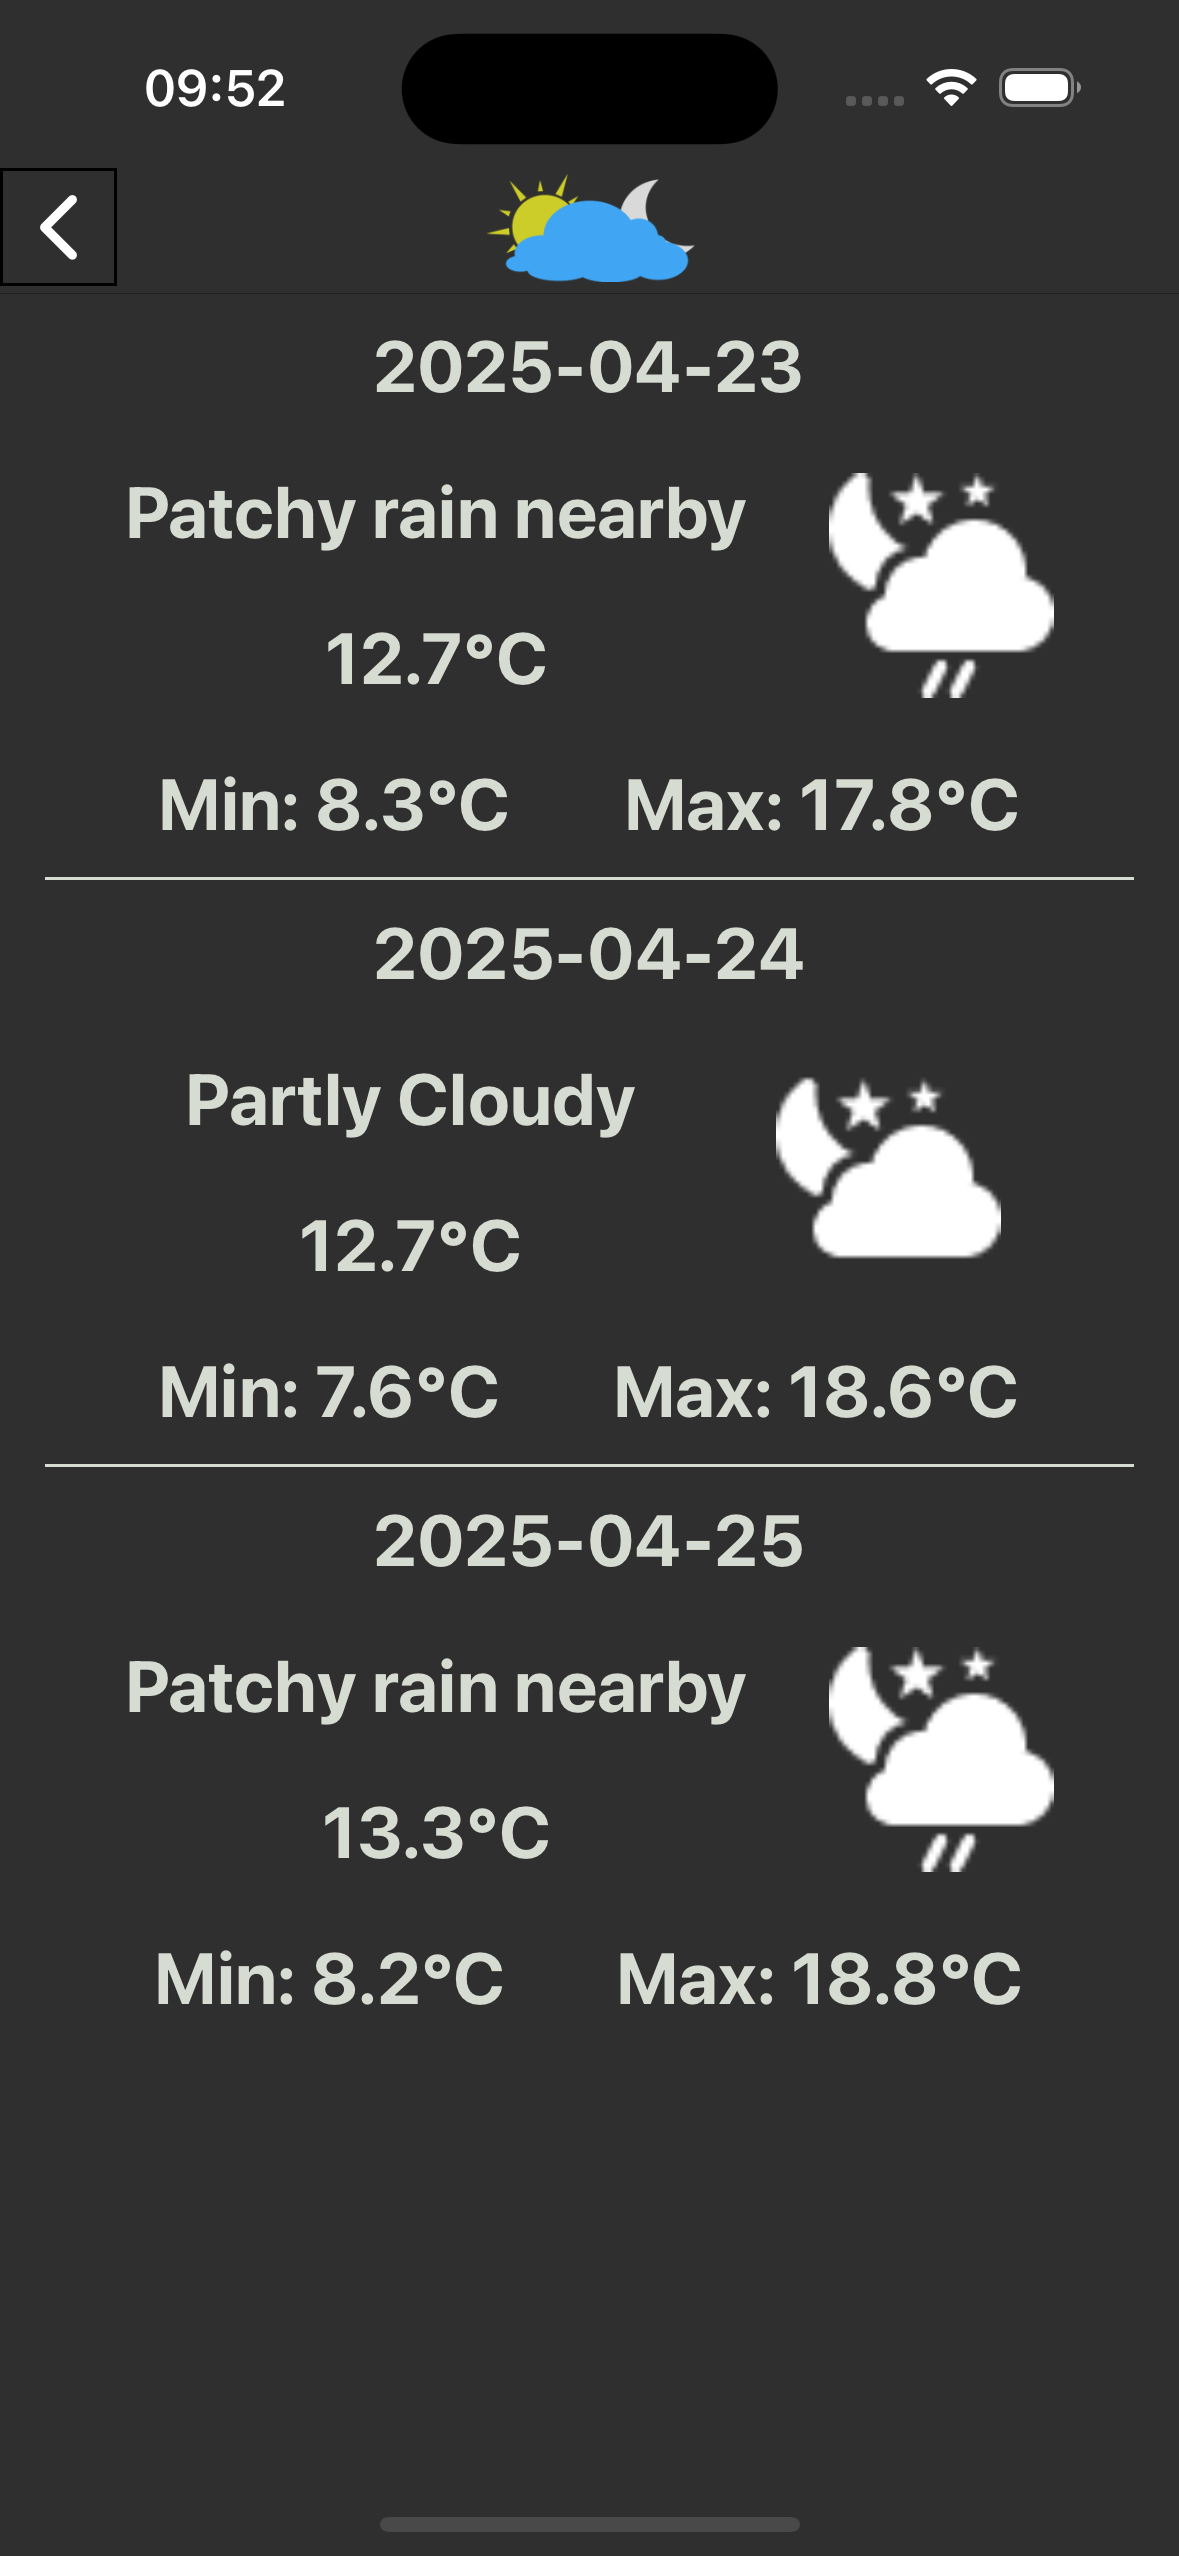 09:52
2025-04-23
Patchy rain nearby
12.7°C
Min: 8.3°C Max: 17.8°C
2025-04-24
Partly Cloudy
12.7°C
Min: 7.6°C Max: 18.6°C
2025-04-25
Patchy rain nearby
13.3°C
Min: 8.2°C Max: 18.8°C